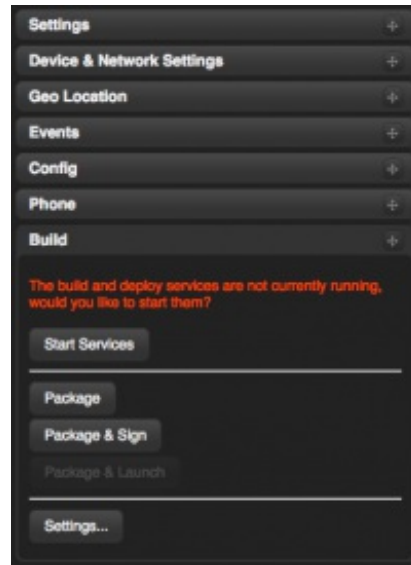 Settings
Device & Network Settings
Geo Location
Events
Config
Phone
Build
The build and deploy services are not currently running,
would you like to start them?
Start Services
Package
Package & Sign
Package & Launch
Settings...